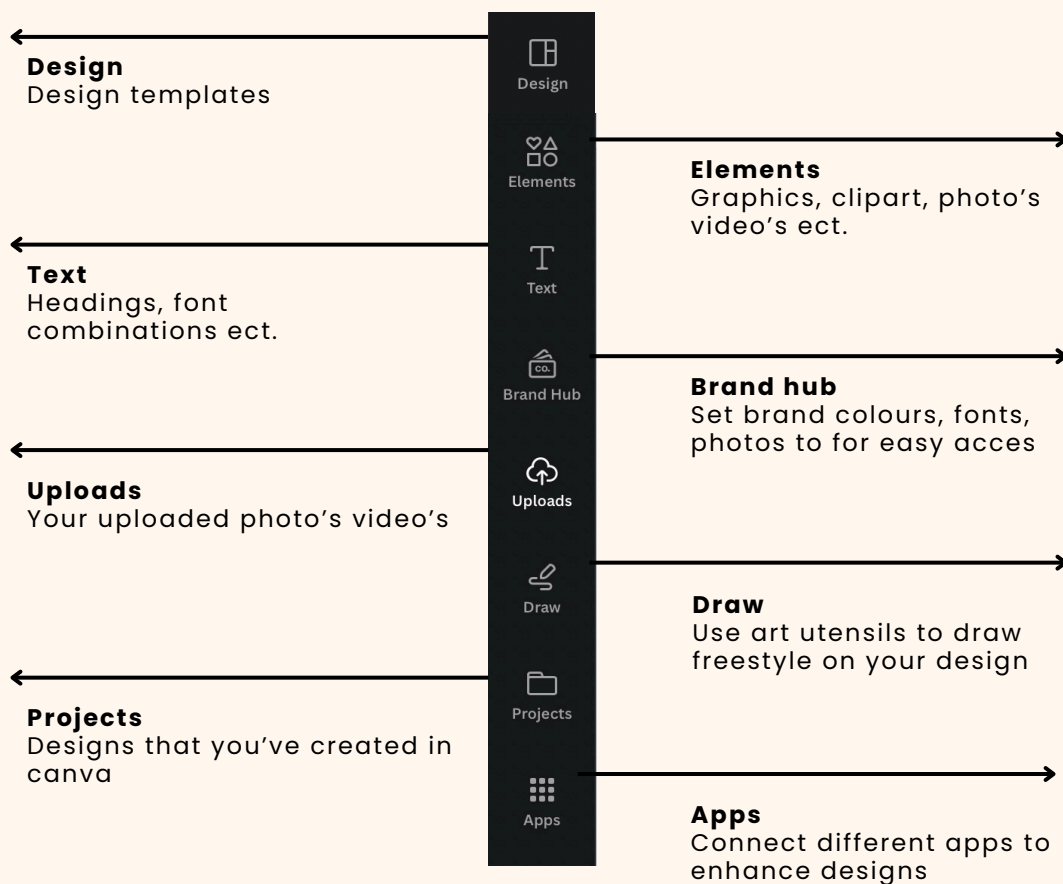 Design
Design
Design templates
Elements
Elements
Graphics, clipart, photo’s
video’s ect.
Text
Text
Headings, font
combinations ect.
CO.
Brand Hub
Brand hub
Set brand colours, fonts,
photos to for easy acces
Uploads
Uploads
Your uploaded photo’s video’s
Draw
Draw
Use art utensils to draw
freestyle on your design
Projects
Projects
Designs that you’ve created in
canva
Apps
Apps
Connect different apps to
enhance designs